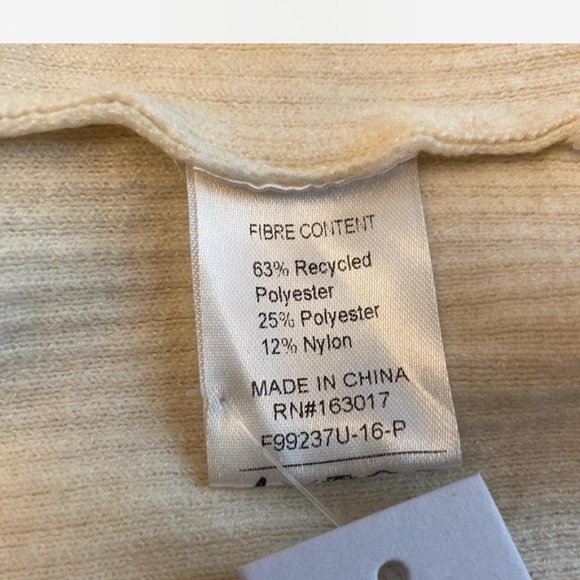 FIBRE CONTENT
63% Recycled
Polyester
25% Polyester
12% Nylon
MADE IN CHINA
RN#163017
F99237U-16-P